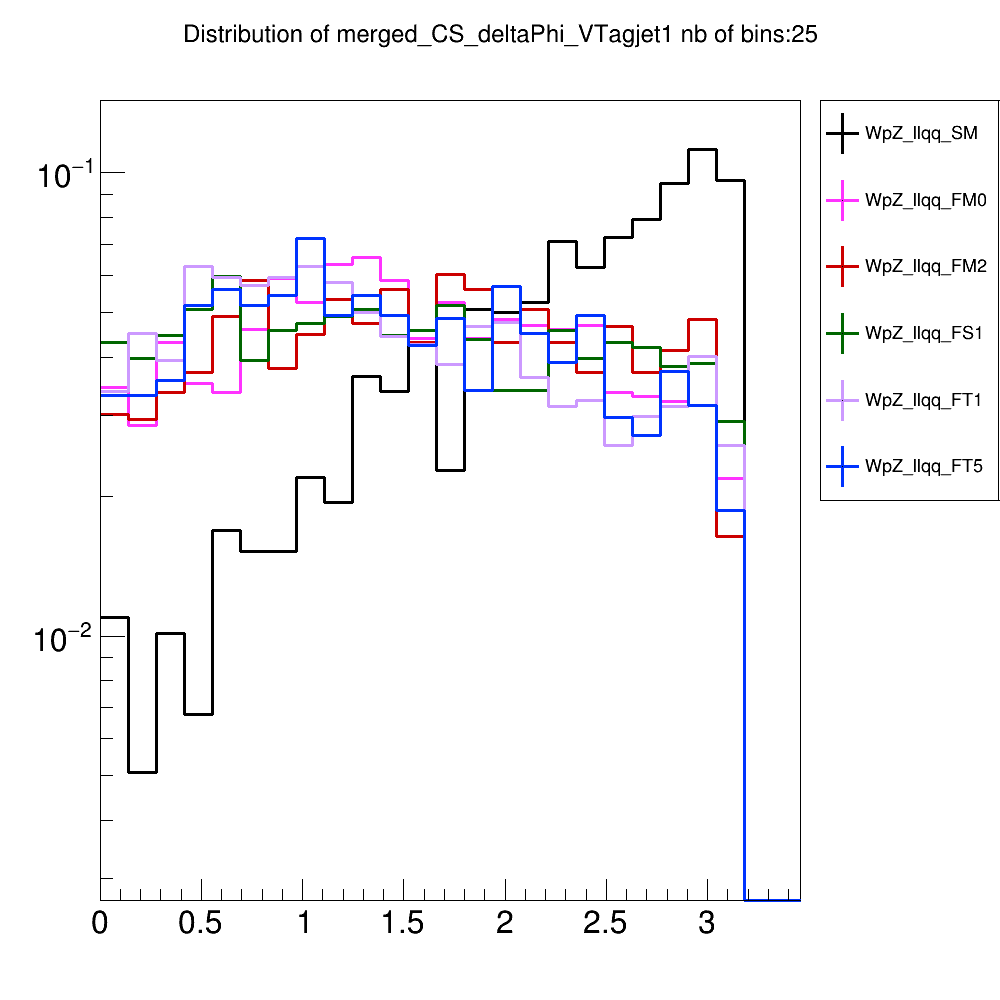 Distribution of merged_CS_deltaPhi_VTagjet1 nb of bins:25
10⁻¹
10⁻²
0 0.5 1 1.5 2 2.5 3
WpZ_llqq_SM
WpZ_llqq_FM0
WpZ_llqq_FM2
WpZ_llqq_FS1
WpZ_llqq_FT1
WpZ_llqq_FT5